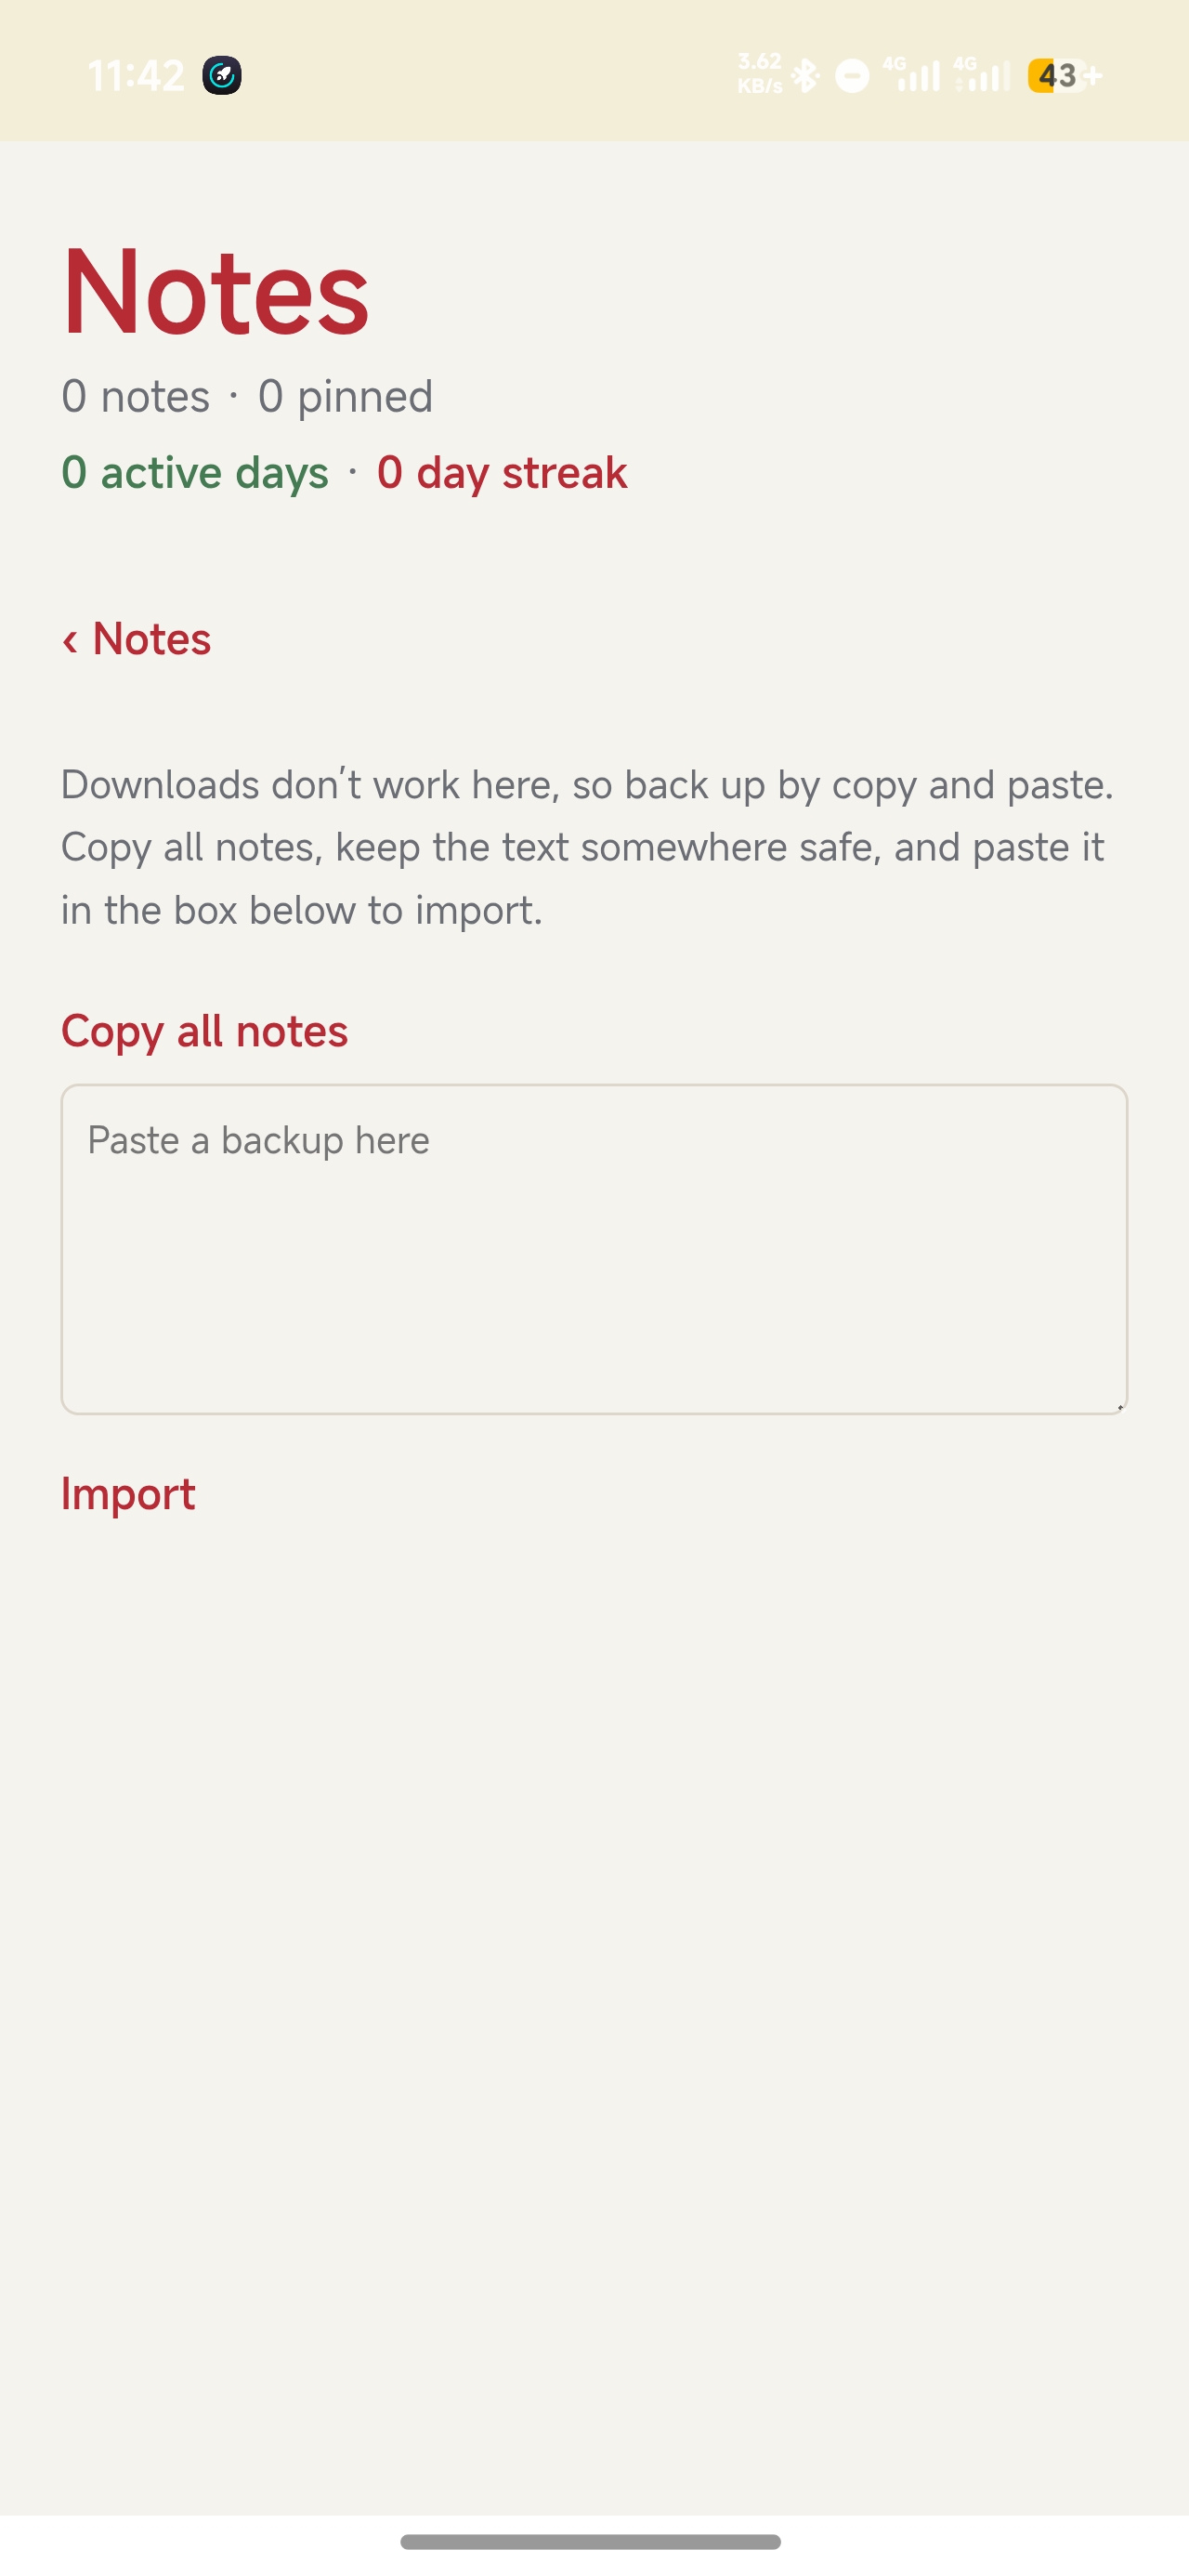 11:42
3.62
KB/s
4G
4G
43
Notes
0 notes · 0 pinned
0 active days · 0 day streak
‹ Notes
Downloads don't work here, so back up by copy and paste.
Copy all notes, keep the text somewhere safe, and paste it
in the box below to import.
Copy all notes
Paste a backup here
Import